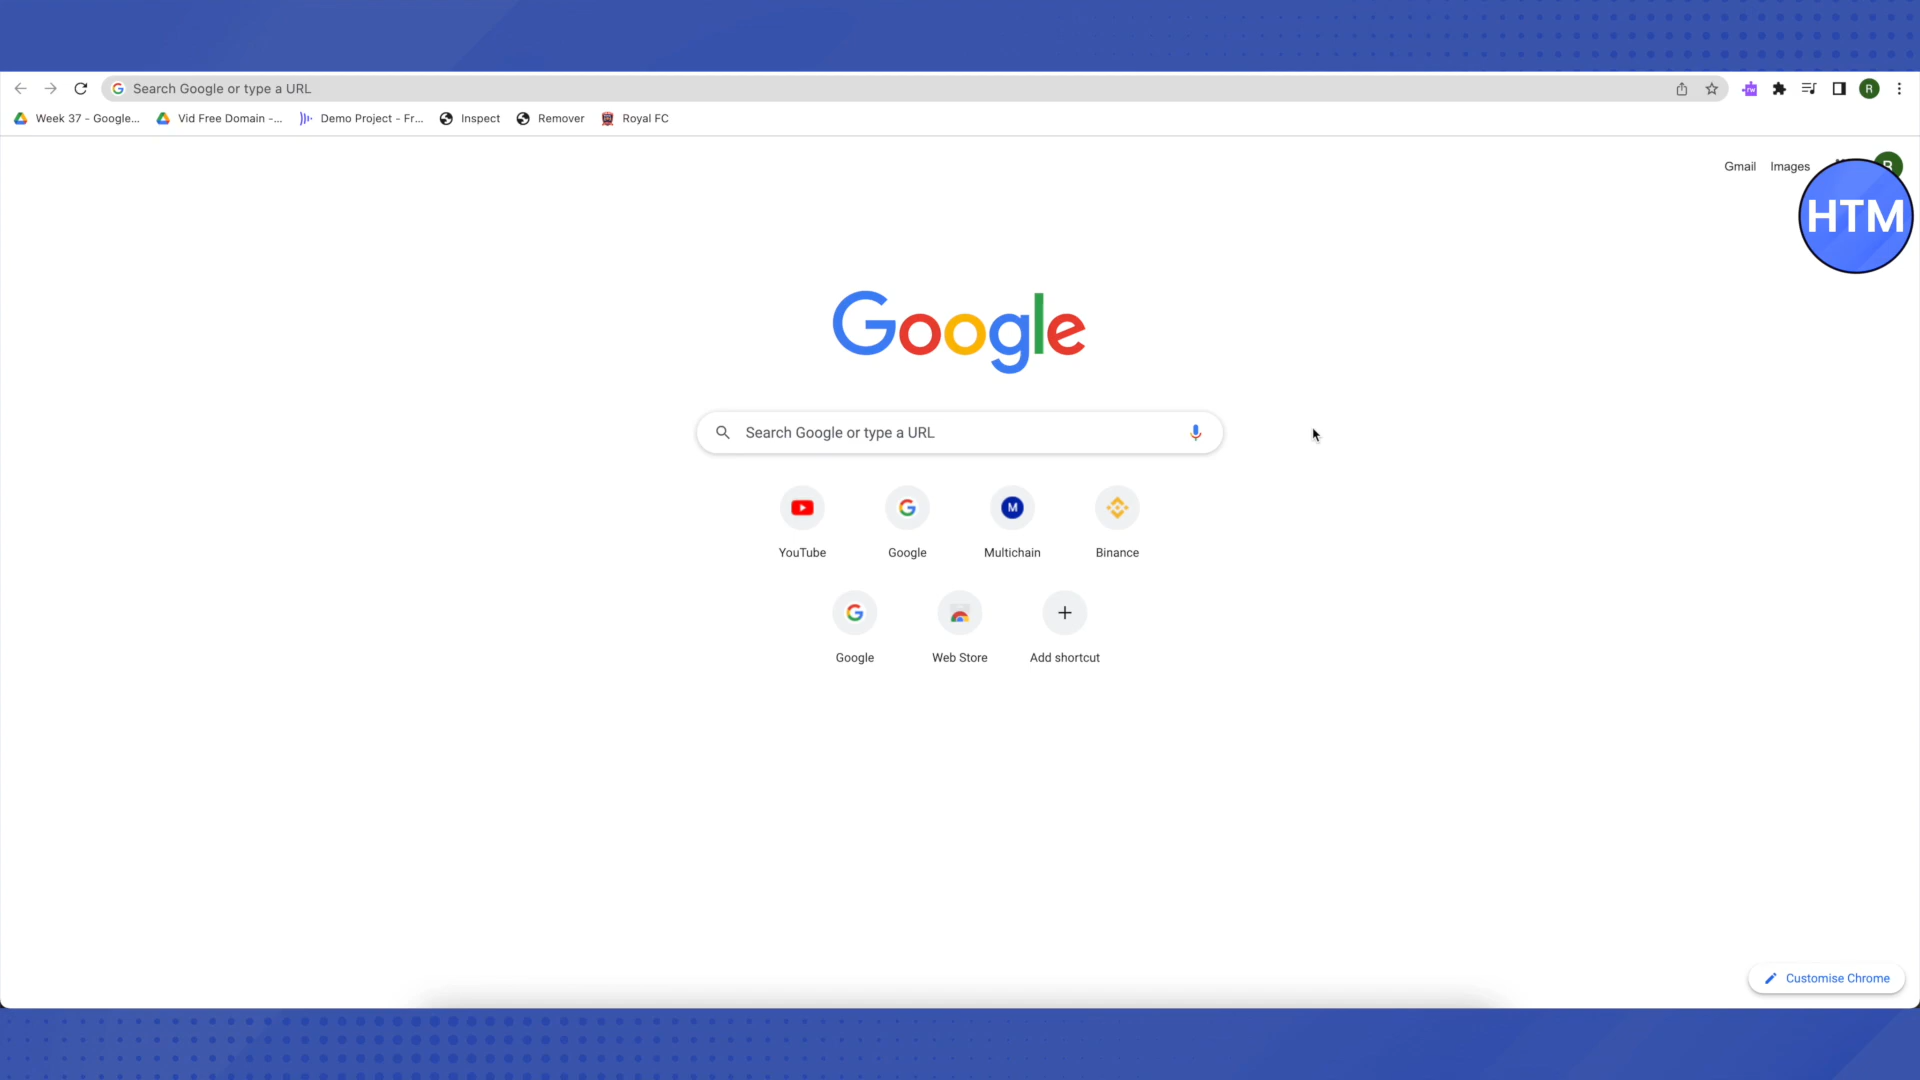 Search Google or type a URL
R
Week 37 - Google...
Vid Free Domain -...
Demo Project - Fr...
Inspect
Remover
Royal FC
Gmail
Images
HTM
Google
Search Google or type a URL
M
YouTube
Google
Multichain
Binance
Google
Web Store
Add shortcut
Customise Chrome